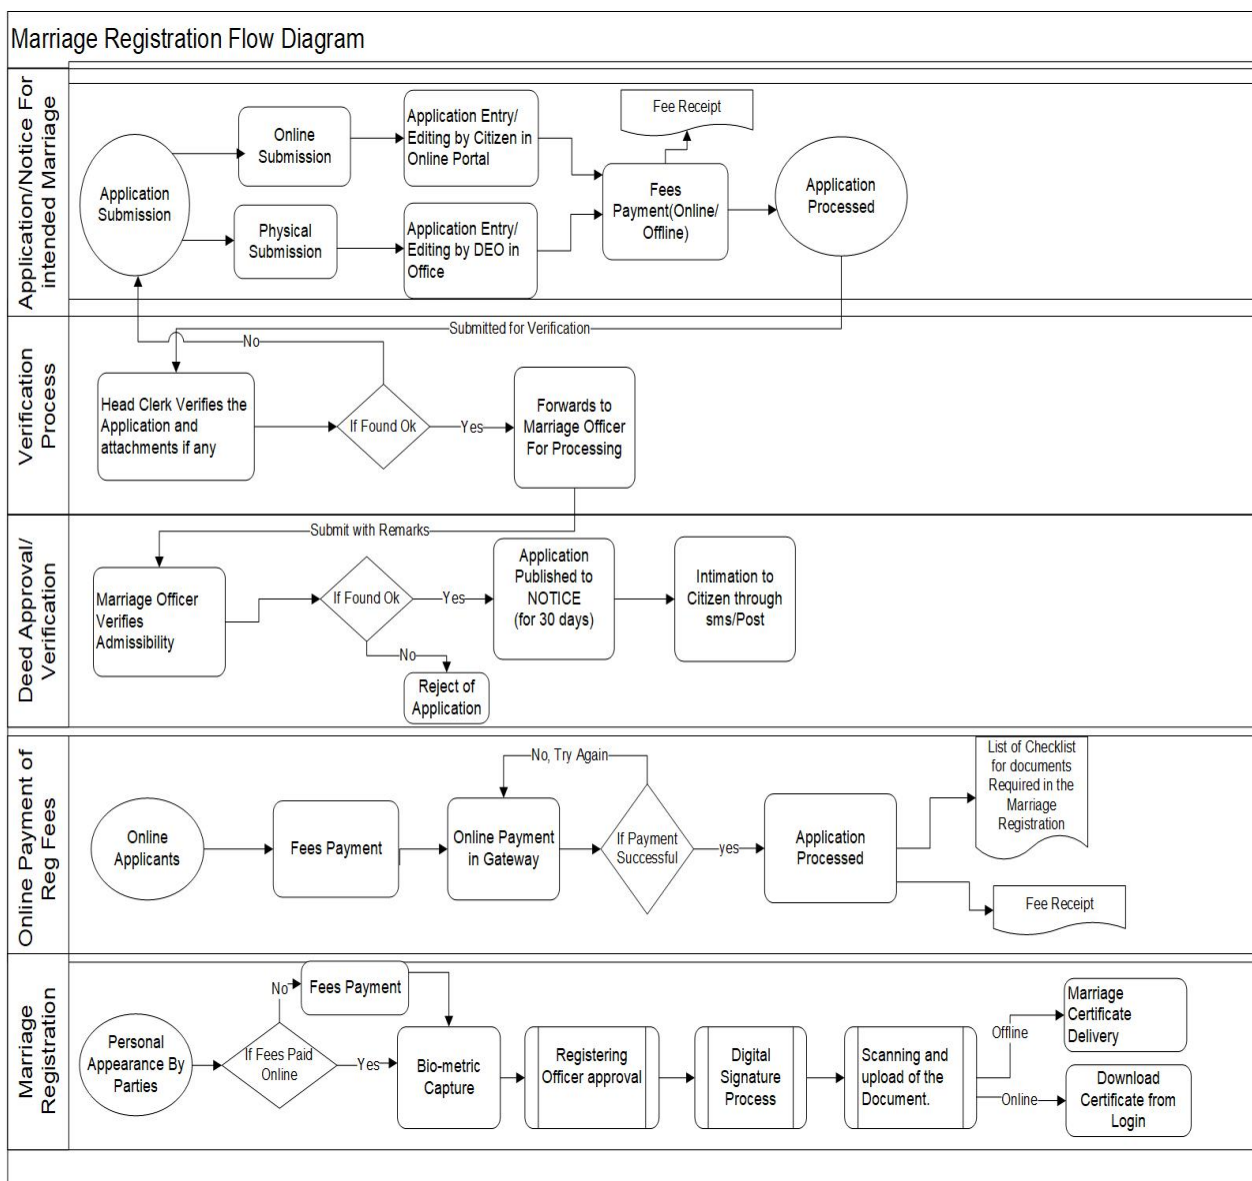 Marriage Registration Flow Diagram
Application/Notice For
intended Marriage
Application
Submission
Online
Submission
Physical
Submission
Application Entry/
Editing by Citizen in
Online Portal
Application Entry/
Editing by DEO in
Office
Fee Receipt
Fees
Payment(Online/
Offline)
Application
Processed
Verification
Process
Submitted for Verification
No
Head Clerk Verifies the
Application and
attachments if any
If Found Ok
Yes
Forwards to
Marriage Officer
For Processing
Deed Approval/
Verification
Submit with Remarks
Marriage Officer
Verifies
Admissibility
If Found Ok
Yes
No
Reject of
Application
Application
Published to
NOTICE
(for 30 days)
Intimation to
Citizen through
sms/Post
Online Payment of
Reg Fees
Online
Applicants
Fees Payment
Online Payment
in Gateway
No, Try Again
If Payment
Successful
yes
Application
Processed
List of Checklist
for documents
Required in the
Marriage
Registration
Fee Receipt
Marriage
Registration
Personal
Appearance By
Parties
If Fees Paid
Online
No
Fees Payment
Yes
Bio-metric
Capture
Registering
Officer approval
Digital
Signature
Process
Scanning and
upload of the
Document.
Offline
Marriage
Certificate
Delivery
Online
Download
Certificate from
Login